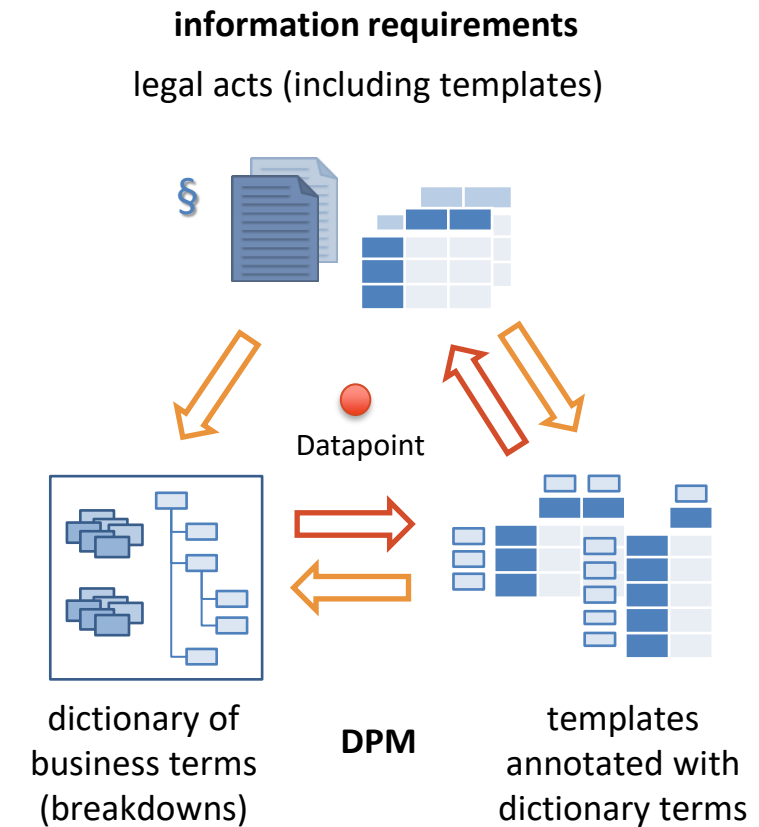 information requirements
legal acts (including templates)
§
Datapoint
dictionary of
business terms
(breakdowns)
DPM
templates
annotated with
dictionary terms